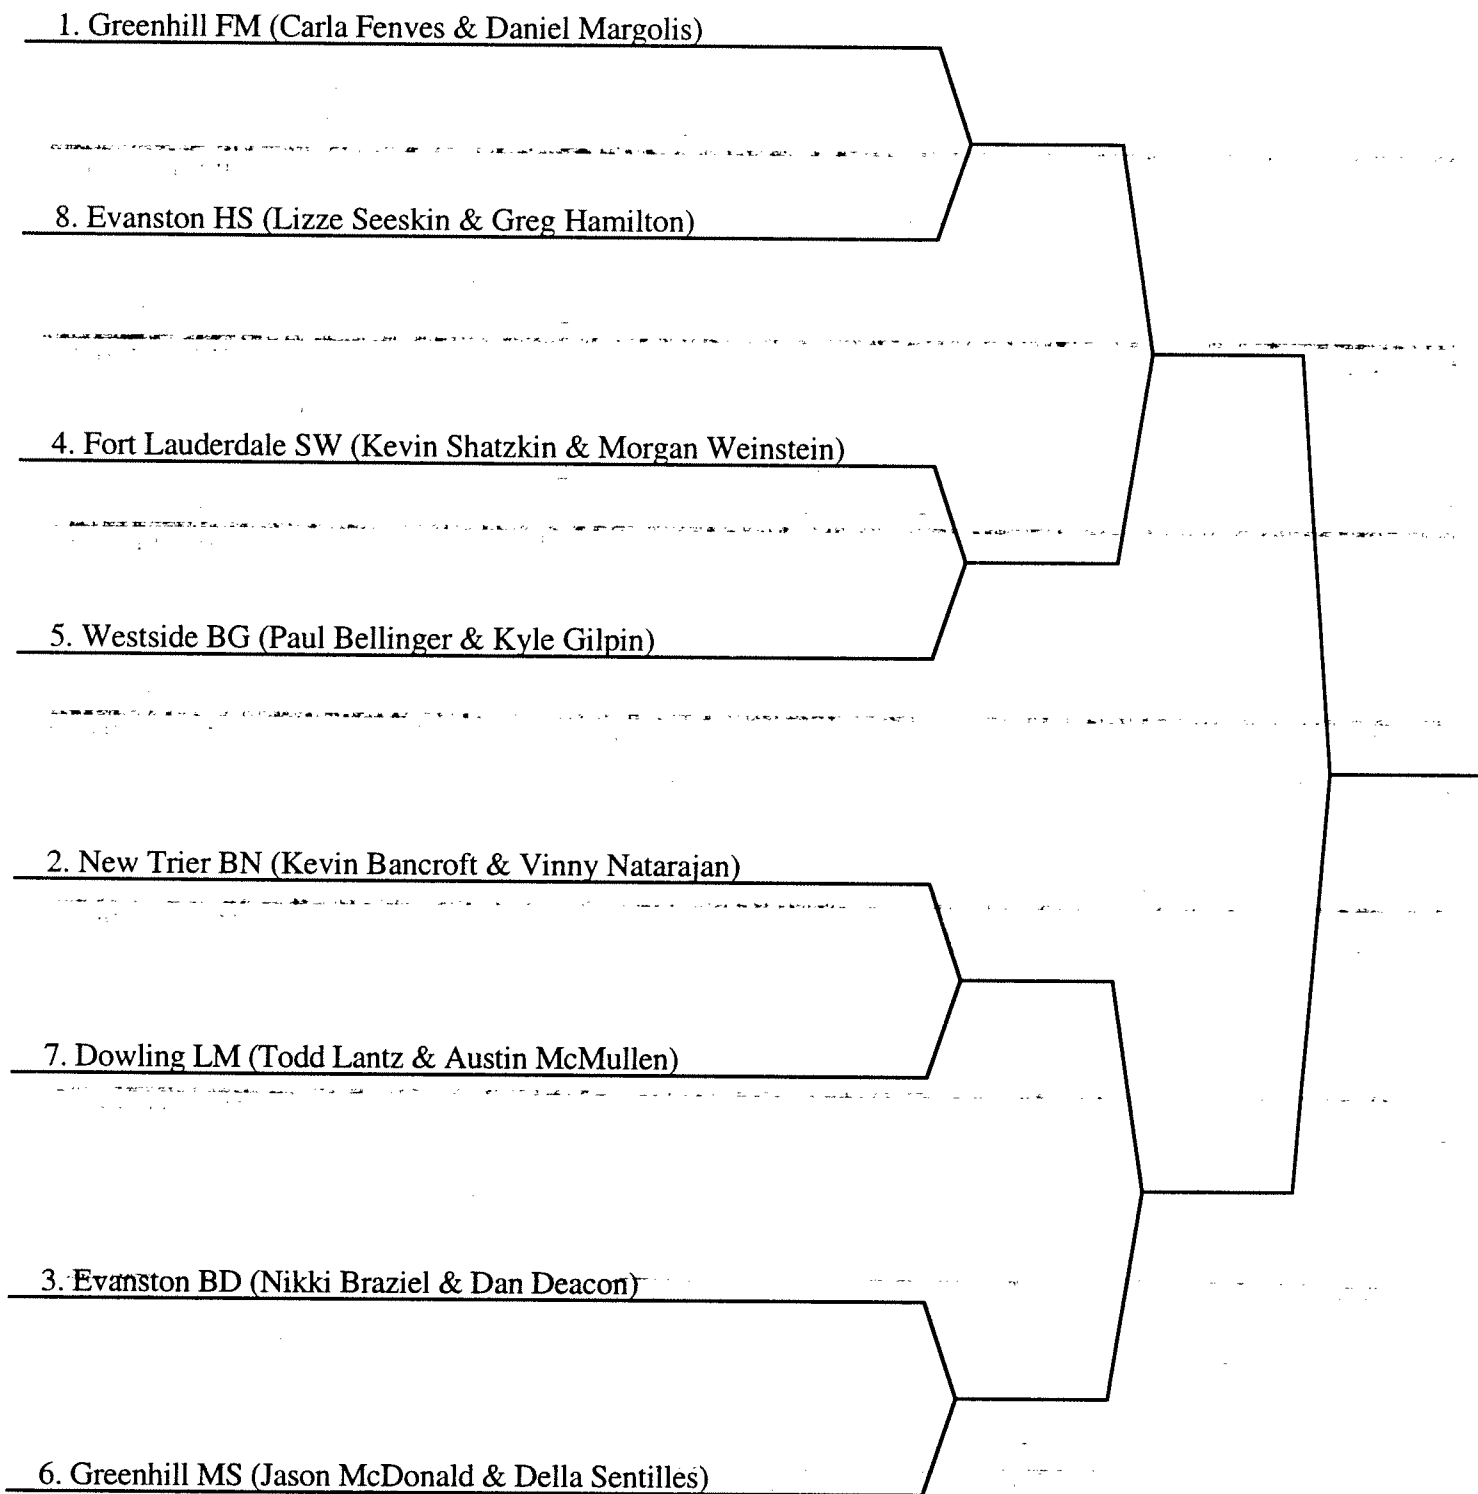 1. Greenhill FM (Carla Fenves & Daniel Margolis)
8. Evanston HS (Lizze Seeskin & Greg Hamilton)
4. Fort Lauderdale SW (Kevin Shatzkin & Morgan Weinstein)
5. Westside BG (Paul Bellinger & Kyle Gilpin)
2. New Trier BN (Kevin Bancroft & Vinny Natarajan)
7. Dowling LM (Todd Lantz & Austin McMullen)
3. Evanston BD (Nikki Braziel & Dan Deacon)
6. Greenhill MS (Jason McDonald & Della Sentilles)